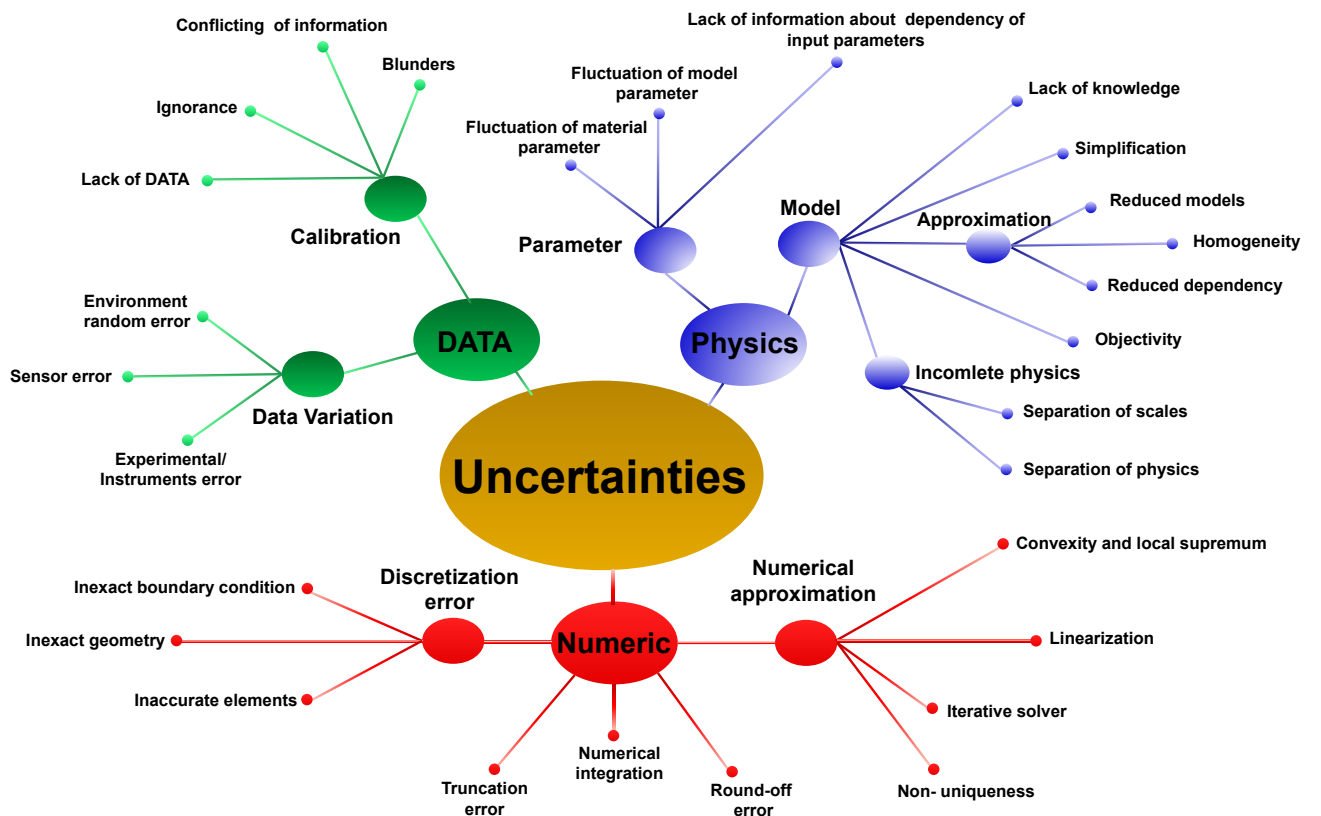 Conflicting of information
Blunders
Ignorance
Lack of DATA
Calibration
Environment
random error
Sensor error
Experimental/
Instruments error
Data Variation
DATA
Lack of information about dependency of
input parameters
Fluctuation of model
parameter
Fluctuation of material
parameter
Parameter
Physics
Model
Lack of knowledge
Simplification
Approximation
Reduced models
Homogeneity
Reduced dependency
Objectivity
Incomlete physics
Separation of scales
Separation of physics
Uncertainties
Numeric
Discretization
error
Inexact boundary condition
Inexact geometry
Inaccurate elements
Truncation
error
Numerical
integration
Round-off
error
Numerical
approximation
Convexity and local supremum
Linearization
Iterative solver
Non- uniqueness